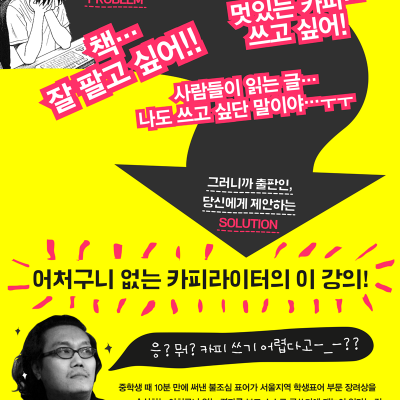 PROBLEM
멋있는 카피…
쓰고 싶어!
책…
잘 팔고 싶어!!
사람들이 읽는 글…
나도 쓰고 싶단 말이야…ㅜㅜ
그러니까 출판인,
당신에게 제안하는
SOLUTION
어처구니 없는 카피라이터의 이 강의!
응? 뭐? 카피 쓰기 어렵다고-_-??
중학생 때 10분 만에 써낸 불조심 표어가 서울지역 학생표어 부문 장려상을